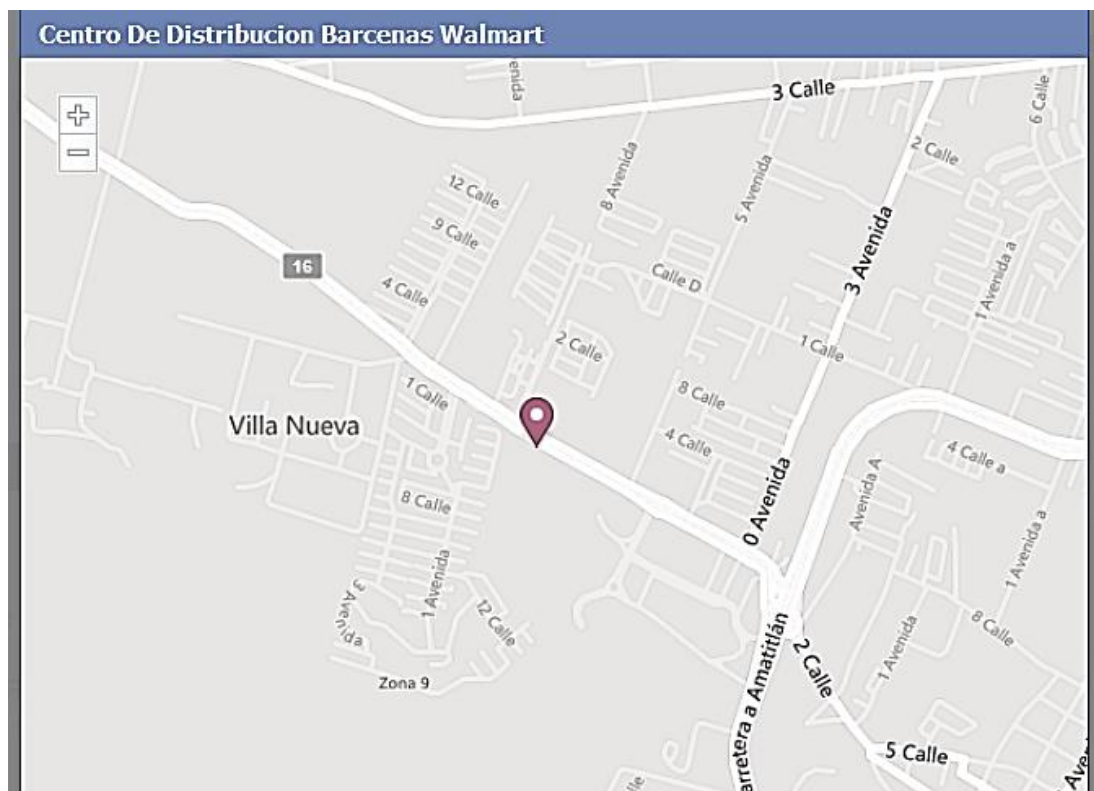 Centro De Distribucion Barcenas Walmart
enida
3 Calle
6 Calle
2 Calle
8 Avenida
5 Avenida
12 Calle
9 Calle
3 Avenida
16
Calle D
1 Avenida a
4 Calle
2 Calle
1 Calle
1 Calle
8 Calle
Villa Nueva
4 Calle
4 Calle a
0 Avenida
Avenida A
8 Calle
1 Avenida a
1 Avenida
3 Avenida
12 Calle
8 Calle
1 Avenida
Zona 9
2 Calle
arretera a Amatitlán
5 Calle
lle
Aven